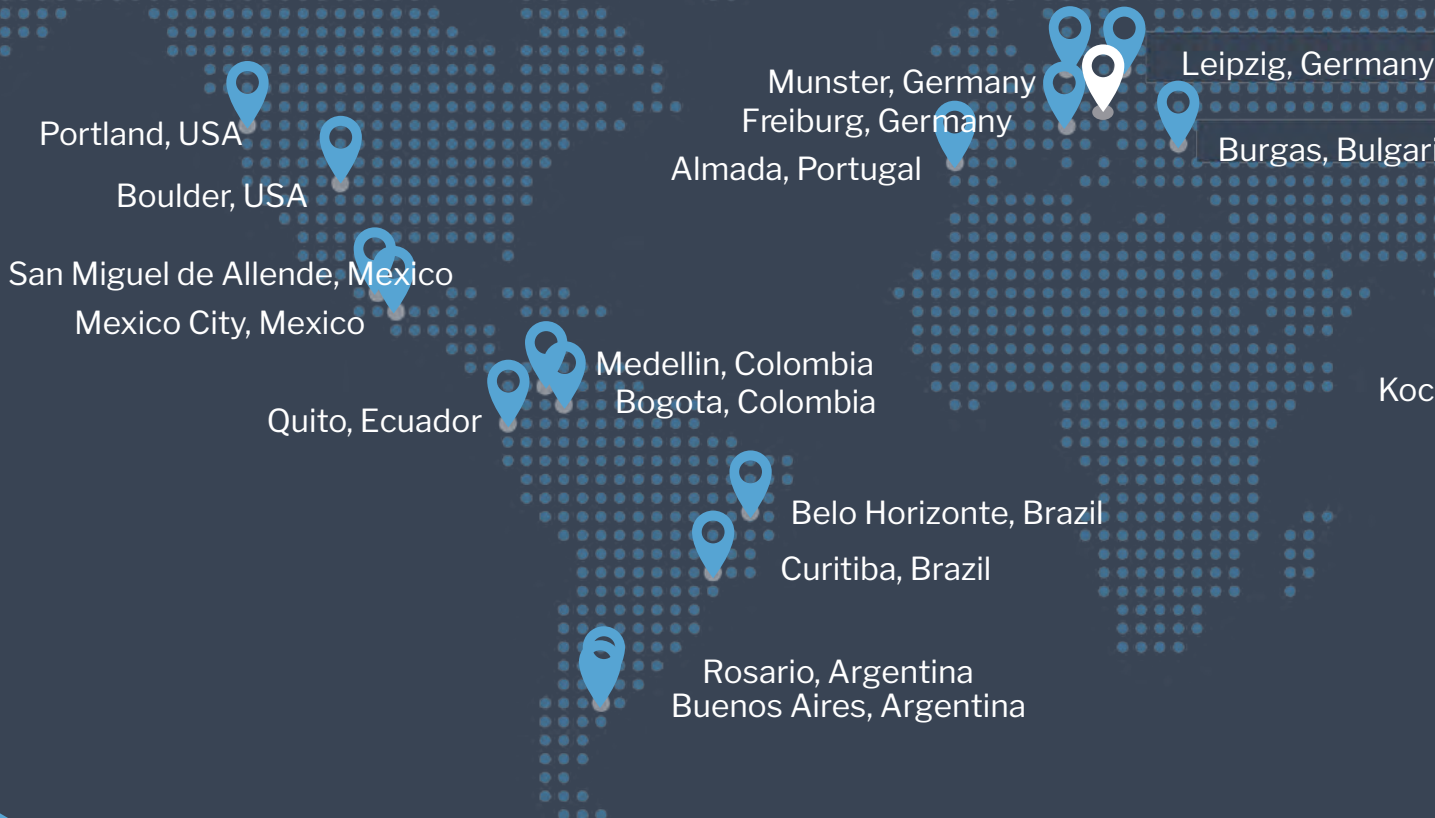 Munster, Germany
Leipzig, Germany
Freiburg, Germany
Portland, USA
Burgas, Bulgari
Almada, Portugal
Boulder, USA
San Miguel de Allende, Mexico
Mexico City, Mexico
Medellin, Colombia
Koc
Bogota, Colombia
Quito, Ecuador
Belo Horizonte, Brazil
Curitiba, Brazil
Rosario, Argentina
Buenos Aires, Argentina